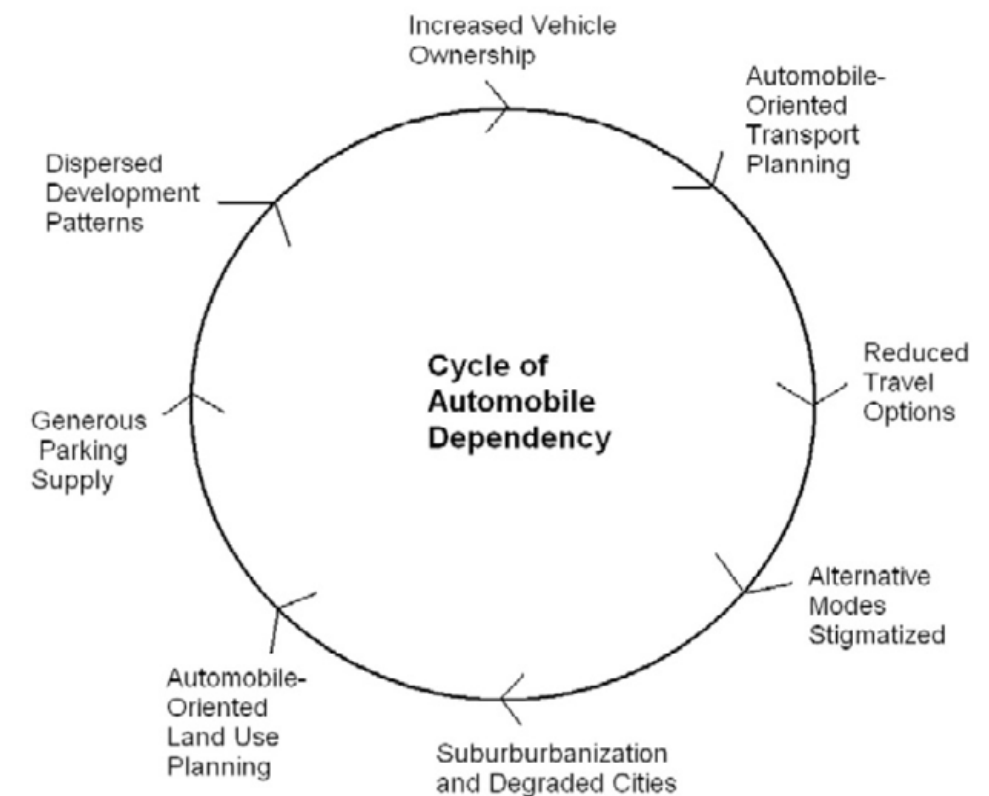 Increased Vehicle
Ownership
Automobile-
Oriented
Transport
Planning
Reduced
Travel
Options
Alternative
Modes
Stigmatized
Suburburbanization
and Degraded Cities
Automobile-
Oriented
Land Use
Planning
Generous
Parking
Supply
Dispersed
Development
Patterns
Cycle of
Automobile
Dependency